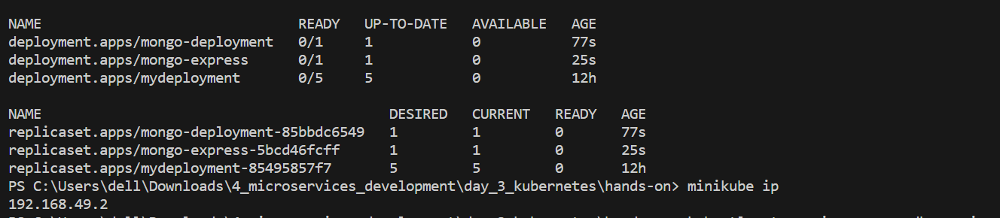 NAME READY UP-TO-DATE AVAILABLE AGE
deployment.apps/mongo-deployment 0/1 1 0 77s
deployment.apps/mongo-express 0/1 1 0 25s
deployment.apps/mydeployment 0/5 5 0 12h
NAME DESIRED CURRENT READY AGE
replicaset.apps/mongo-deployment-85bbdc6549 1 1 0 77s
replicaset.apps/mongo-express-5bcd46fcff 1 1 0 25s
replicaset.apps/mydeployment-85495857f7 5 5 0 12h
PS C:\Users\dell\Downloads\4_microservices_development\day_3_kubernetes\hands-on> minikube ip
192.168.49.2